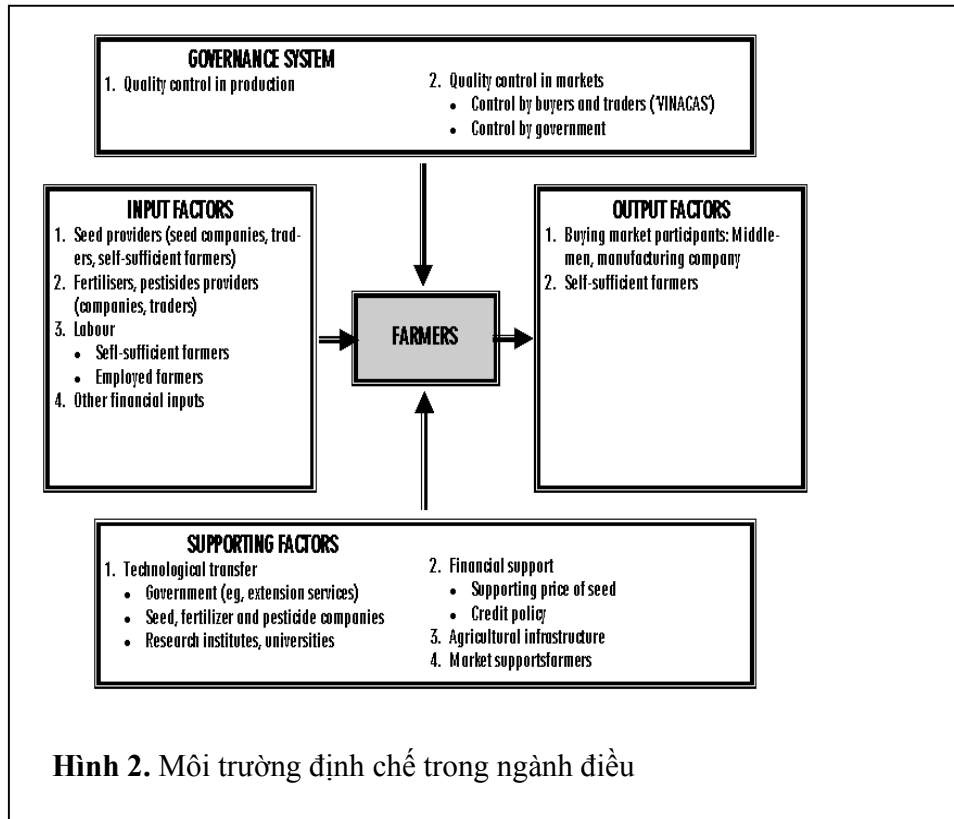 GOVERNANCE SYSTEM
1. Quality control in production
2. Quality control in markets
• Control by buyers and traders ('VINACAS')
• Control by government
INPUT FACTORS
1. Seed providers (seed companies, trad-
ers, self-sufficient farmers)
2. Fertilisers, pestisides providers
(companies, traders)
3. Labour
• Sefl-sufficient farmers
• Employed farmers
4. Other financial inputs
FARMERS
OUTPUT FACTORS
1. Buying market participants: Middle-
men, manufacturing company
2. Self-sufficient farmers
SUPPORTING FACTORS
1. Technological transfer
• Government (eg, extension services)
• Seed, fertilizer and pesticide companies
• Research institutes, universities
2. Financial support
• Supporting price of seed
• Credit policy
3. Agricultural infrastructure
4. Market supportsfarmers
Hình 2. Môi trường định chế trong ngành điều